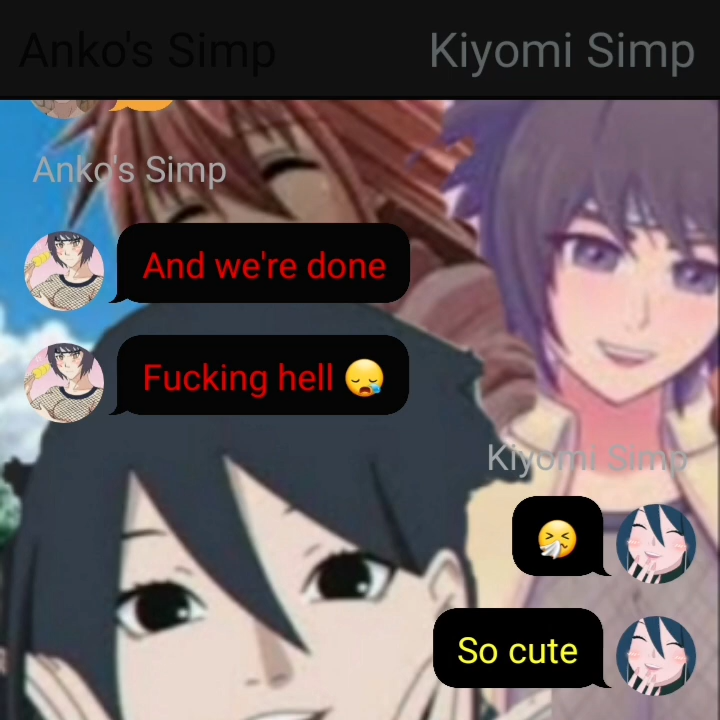 Anko's Simp Kiyomi Simp
Anko's Simp
And we're done
Fucking hell 😪
Kiyomi Simp
🤧
So cute